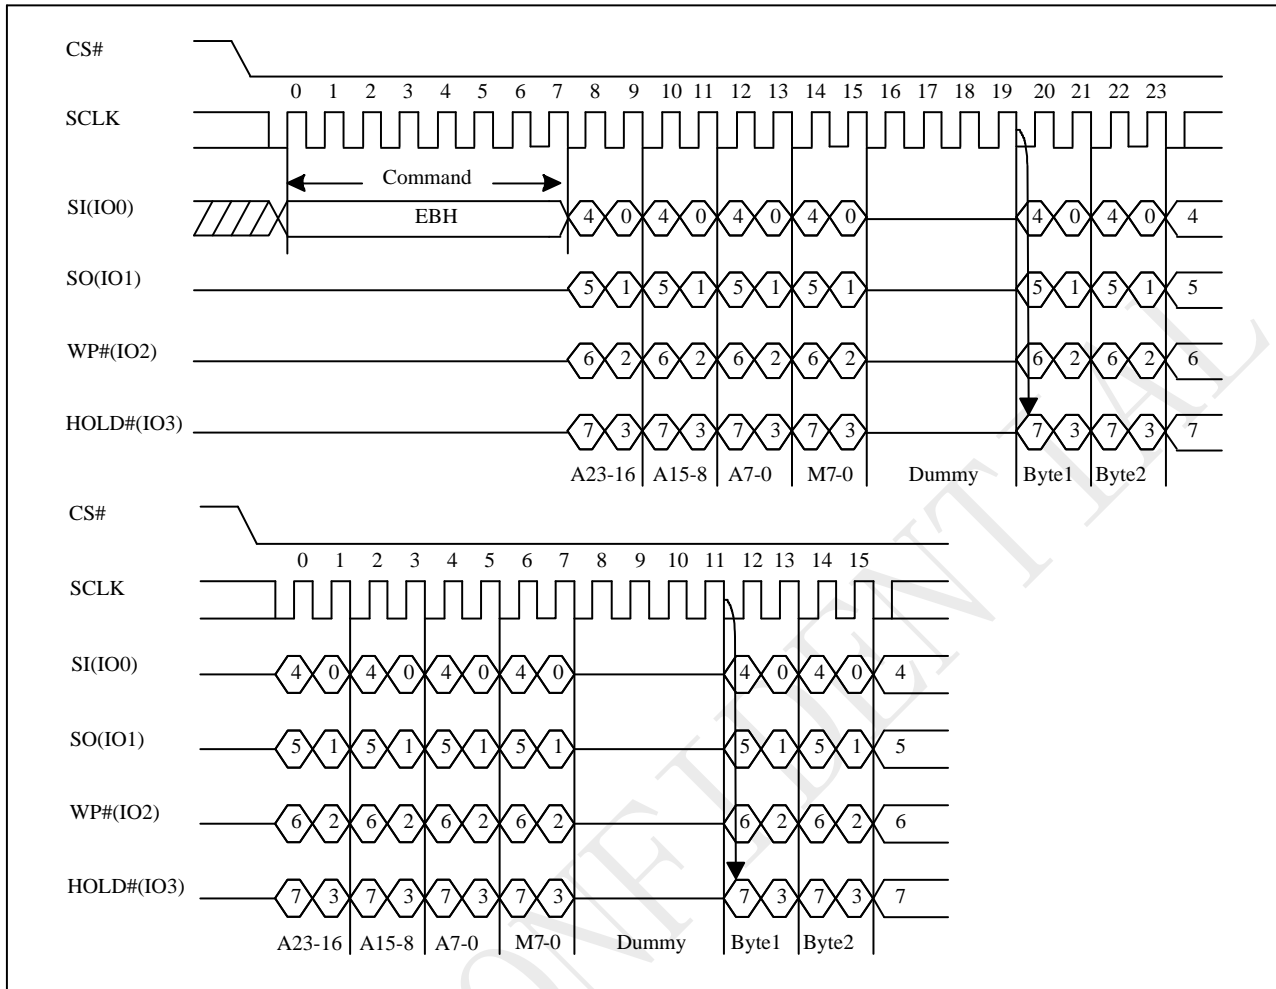 CS#
0 1 2 3 4 5 6 7 8 9 10 11 12 13 14 15 16 17 18 19 20 21 22 23
SCLK
Command
SI(IO0) EBH 4 0 4 0 4 0 4 0 4 0 4 0 4
SO(IO1) 5 1 5 1 5 1 5 1 5 1 5 1 5
WP#(IO2) 6 2 6 2 6 2 6 2 6 2 6 2 6
HOLD#(IO3) 7 3 7 3 7 3 7 3 7 3 7 3 7
A23-16 A15-8 A7-0 M7-0 Dummy Byte1 Byte2
CS#
0 1 2 3 4 5 6 7 8 9 10 11 12 13 14 15
SCLK
SI(IO0) 4 0 4 0 4 0 4 0 4 0 4 0 4
SO(IO1) 5 1 5 1 5 1 5 1 5 1 5 1 5
WP#(IO2) 6 2 6 2 6 2 6 2 6 2 6 2 6
HOLD#(IO3) 7 3 7 3 7 3 7 3 7 3 7 3 7
A23-16 A15-8 A7-0 M7-0 Dummy Byte1 Byte2